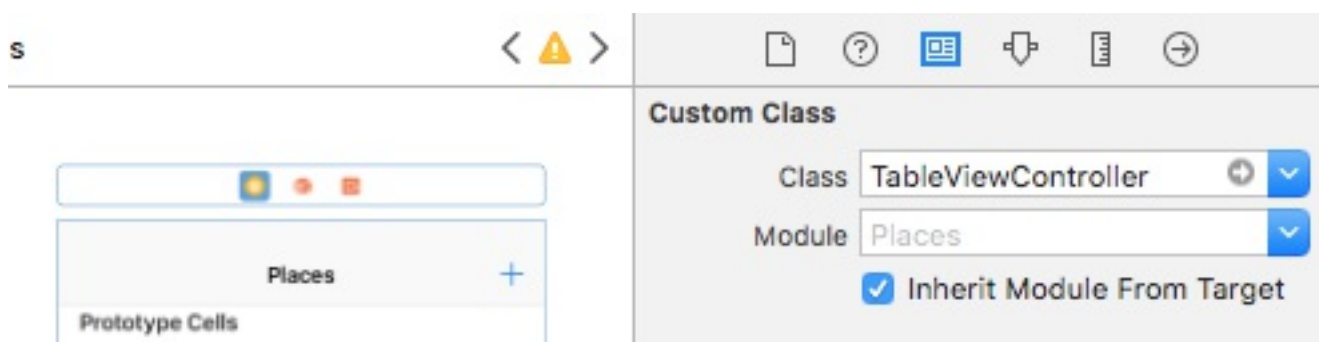 s
Custom Class
Class TableViewController
Module Places
Inherit Module From Target
Places
Prototype Cells